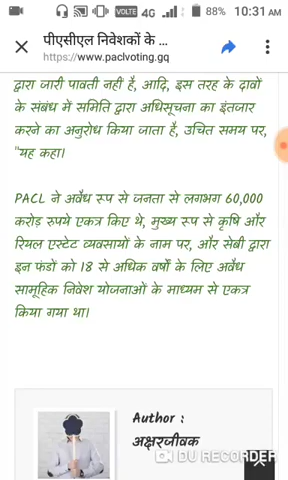 VOLTE 4G 88% 10:31 AM
पीएसीएल निवेशकों के ...
https://www.paclvoting.gq
द्वारा जारी पावती नहीं है, आदि, इस तरह के दावों
के संबंध में समिति द्वारा अधिसूचना का इंतजार
करने का अनुरोध किया जाता है, उचित समय पर,
"यह कहा।
PACL ने अवैध रूप से जनता से लगभग 60,000
करोड़ रुपये एकत्र किए थे, मुख्य रूप से कृषि और
रियल एस्टेट व्यवसायों के नाम पर, और सेबी द्वारा
इन फंडों को 18 से अधिक वर्षों के लिए अवैध
सामूहिक निवेश योजनाओं के माध्यम से एकत्र
किया गया था।
Author :
अक्षरजीवक
DU RECORDER